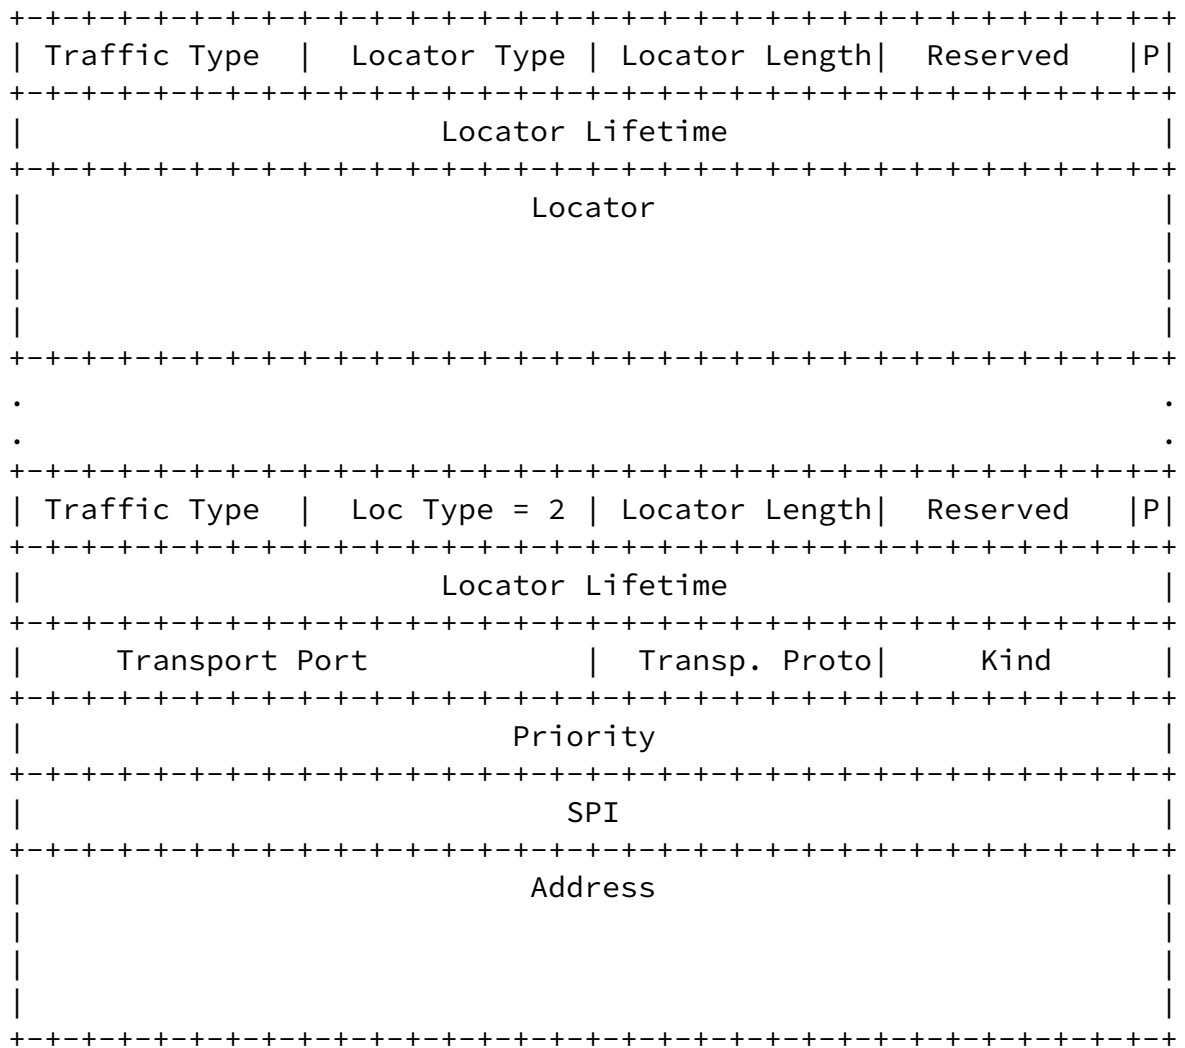 +-+-+-+-+-+-+-+-+-+-+-+-+-+-+-+-+-+-+-+-+-+-+-+-+-+-+-+-+-+-+-+-+
| Traffic Type  |  Locator Type | Locator Length|  Reserved   |P|
+-+-+-+-+-+-+-+-+-+-+-+-+-+-+-+-+-+-+-+-+-+-+-+-+-+-+-+-+-+-+-+-+
|                       Locator Lifetime                        |
+-+-+-+-+-+-+-+-+-+-+-+-+-+-+-+-+-+-+-+-+-+-+-+-+-+-+-+-+-+-+-+-+
|                            Locator                            |
|                                                               |
|                                                               |
|                                                               |
+-+-+-+-+-+-+-+-+-+-+-+-+-+-+-+-+-+-+-+-+-+-+-+-+-+-+-+-+-+-+-+-+
.                                                               .
.                                                               .
+-+-+-+-+-+-+-+-+-+-+-+-+-+-+-+-+-+-+-+-+-+-+-+-+-+-+-+-+-+-+-+-+
| Traffic Type  |  Loc Type = 2 | Locator Length|  Reserved   |P|
+-+-+-+-+-+-+-+-+-+-+-+-+-+-+-+-+-+-+-+-+-+-+-+-+-+-+-+-+-+-+-+-+
|                       Locator Lifetime                        |
+-+-+-+-+-+-+-+-+-+-+-+-+-+-+-+-+-+-+-+-+-+-+-+-+-+-+-+-+-+-+-+-+
|     Transport Port            |  Transp. Proto|     Kind      |
+-+-+-+-+-+-+-+-+-+-+-+-+-+-+-+-+-+-+-+-+-+-+-+-+-+-+-+-+-+-+-+-+
|                           Priority                            |
+-+-+-+-+-+-+-+-+-+-+-+-+-+-+-+-+-+-+-+-+-+-+-+-+-+-+-+-+-+-+-+-+
|                              SPI                              |
+-+-+-+-+-+-+-+-+-+-+-+-+-+-+-+-+-+-+-+-+-+-+-+-+-+-+-+-+-+-+-+-+
|                            Address                            |
|                                                               |
|                                                               |
|                                                               |
+-+-+-+-+-+-+-+-+-+-+-+-+-+-+-+-+-+-+-+-+-+-+-+-+-+-+-+-+-+-+-+-+